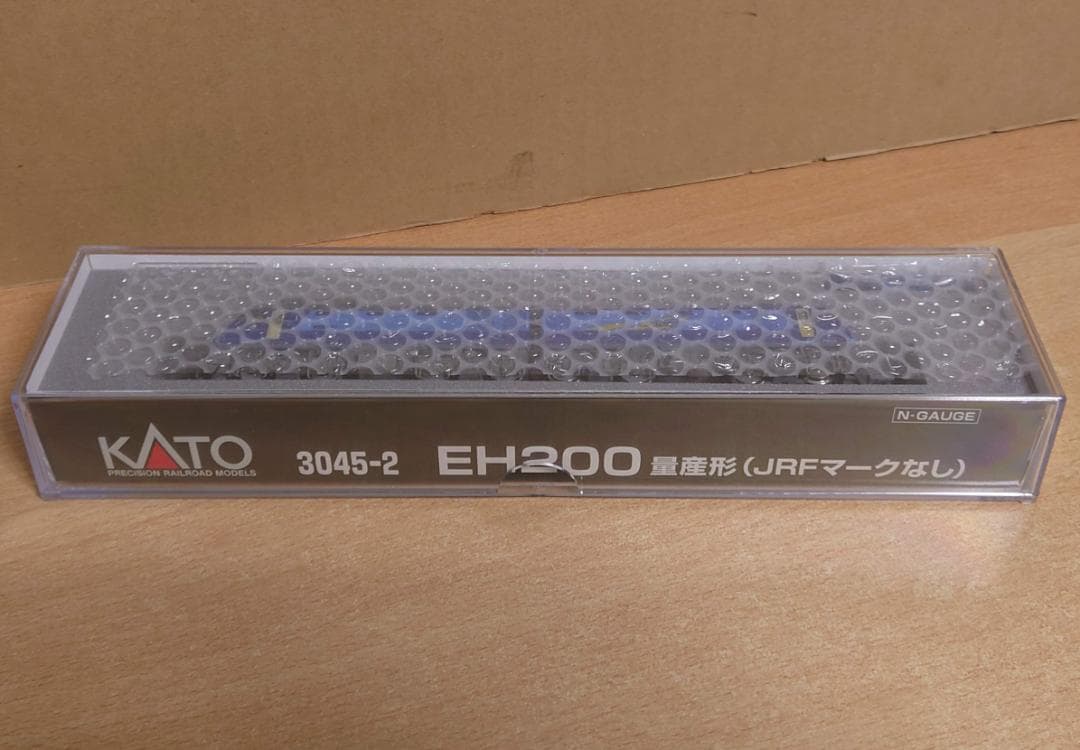 N-GAUGE
KATO 3045-2 EH200 量産形(JRFマークなし)
PRECISION RAILROAD MODELS